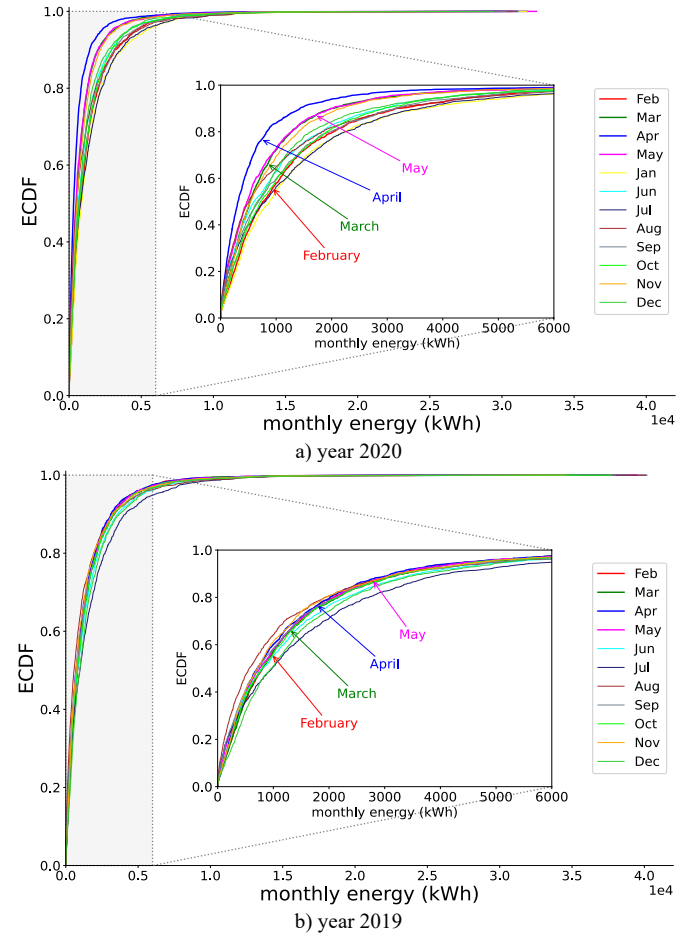 1.0
0.8
0.6
0.4
0.2
0.0
ECDF
1.0
0.8
0.6
0.4
0.2
0.0
ECDF
May
April
March
February
0 1000 2000 3000 4000 5000 6000
monthly energy (kWh)
Feb
Mar
Apr
May
Jan
Jun
Jul
Aug
Sep
Oct
Nov
Dec
0.0 0.5 1.0 1.5 2.0 2.5 3.0 3.5 4.0
1e4
monthly energy (kWh)
a) year 2020
1.0
0.8
0.6
0.4
0.2
0.0
ECDF
1.0
0.8
0.6
0.4
0.2
0.0
ECDF
May
April
March
February
0 1000 2000 3000 4000 5000 6000
monthly energy (kWh)
Feb
Mar
Apr
May
Jun
Jul
Aug
Sep
Oct
Nov
Dec
0.0 0.5 1.0 1.5 2.0 2.5 3.0 3.5 4.0
1e4
monthly energy (kWh)
b) year 2019